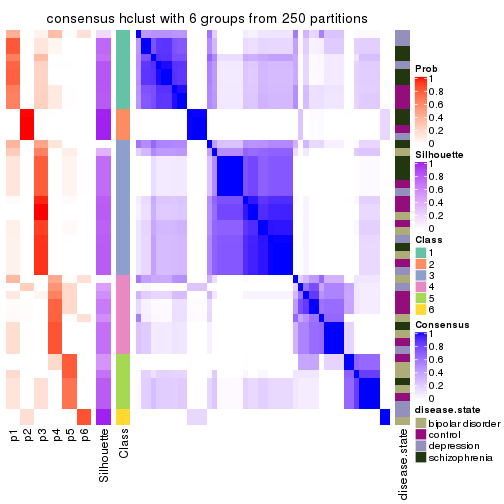 consensus hclust with 6 groups from 250 partitions
Prob
1
0.8
0.6
0.4
0.2
0
Silhouette
1
0.8
0.6
0.4
0.2
0
Class
1
2
3
4
5
6
Consensus
1
0.8
0.6
0.4
0.2
0
disease.state
bipolar disorder
control
depression
schizophrenia
p1
p2
p3
p4
p5
p6
Silhouette
Class
disease.state